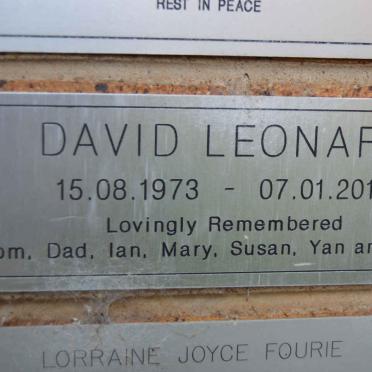 REST IN PEACE
DAVID LEONAR
15.08.1973 - 07.01.201
Lovingly Remembered
om, Dad, Ian, Mary, Susan, Yan an
LORRAINE JOYCE FOURIE